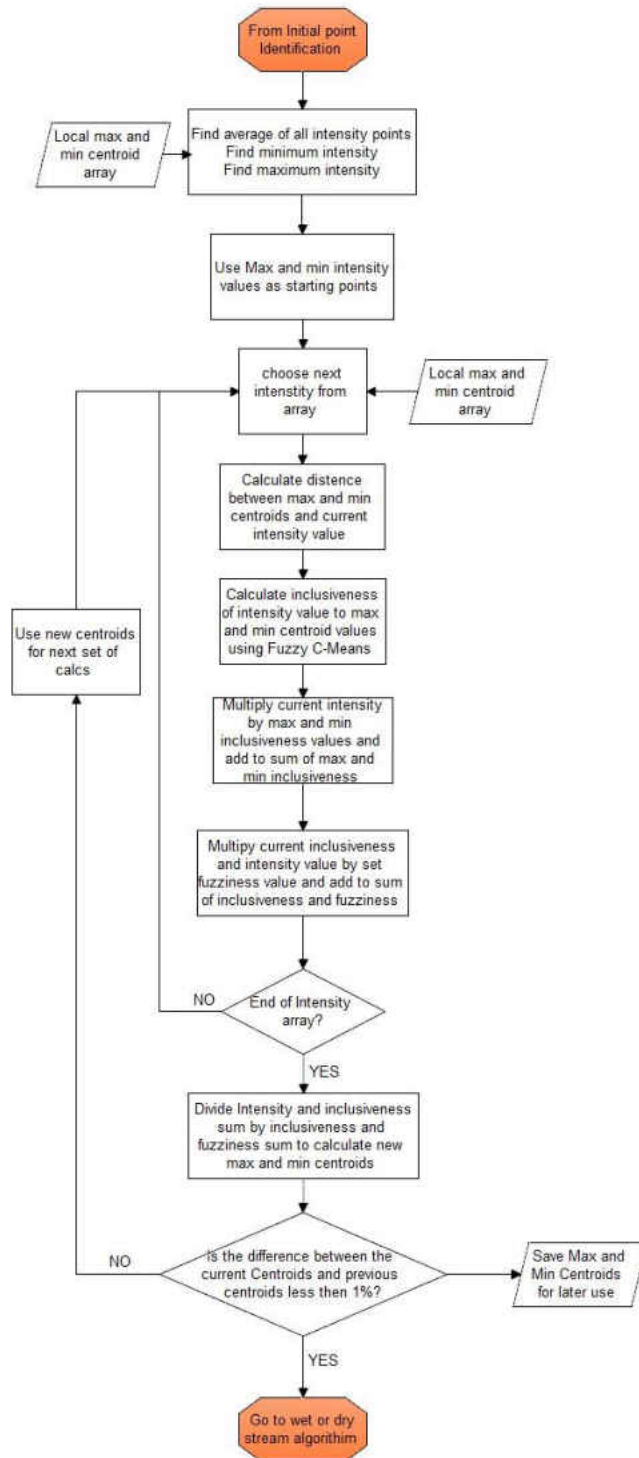 From Initial point
Identification
Local max and
min centroid
array
Find average of all intensity points
Find minimum intensity
Find maximum intensity
Use Max and min intensity
values as starting points
choose next
intenstity from
array
Local max and
min centroid
array
Calculate distence
between max and min
centroids and current
intensity value
Calculate inclusiveness
of intensity value to max
and min centroid values
using Fuzzy C-Means
Use new centroids
for next set of
calcs
Multiply current intensity
by max and min
inclusiveness values and
add to sum of max and
min inclusiveness
Multipy current inclusiveness
and intensity value by set
fuzziness value and add to sum
of inclusiveness and fuzziness
NO
End of Intensity
array?
YES
Divide Intensity and inclusiveness
sum by inclusiveness and
fuzziness sum to calculate new
max and min centroids
NO
Is the difference between the
current Centroids and previous
centroids less then 1%?
Save Max and
Min Centroids
for later use
YES
Go to wet or dry
stream algorithim